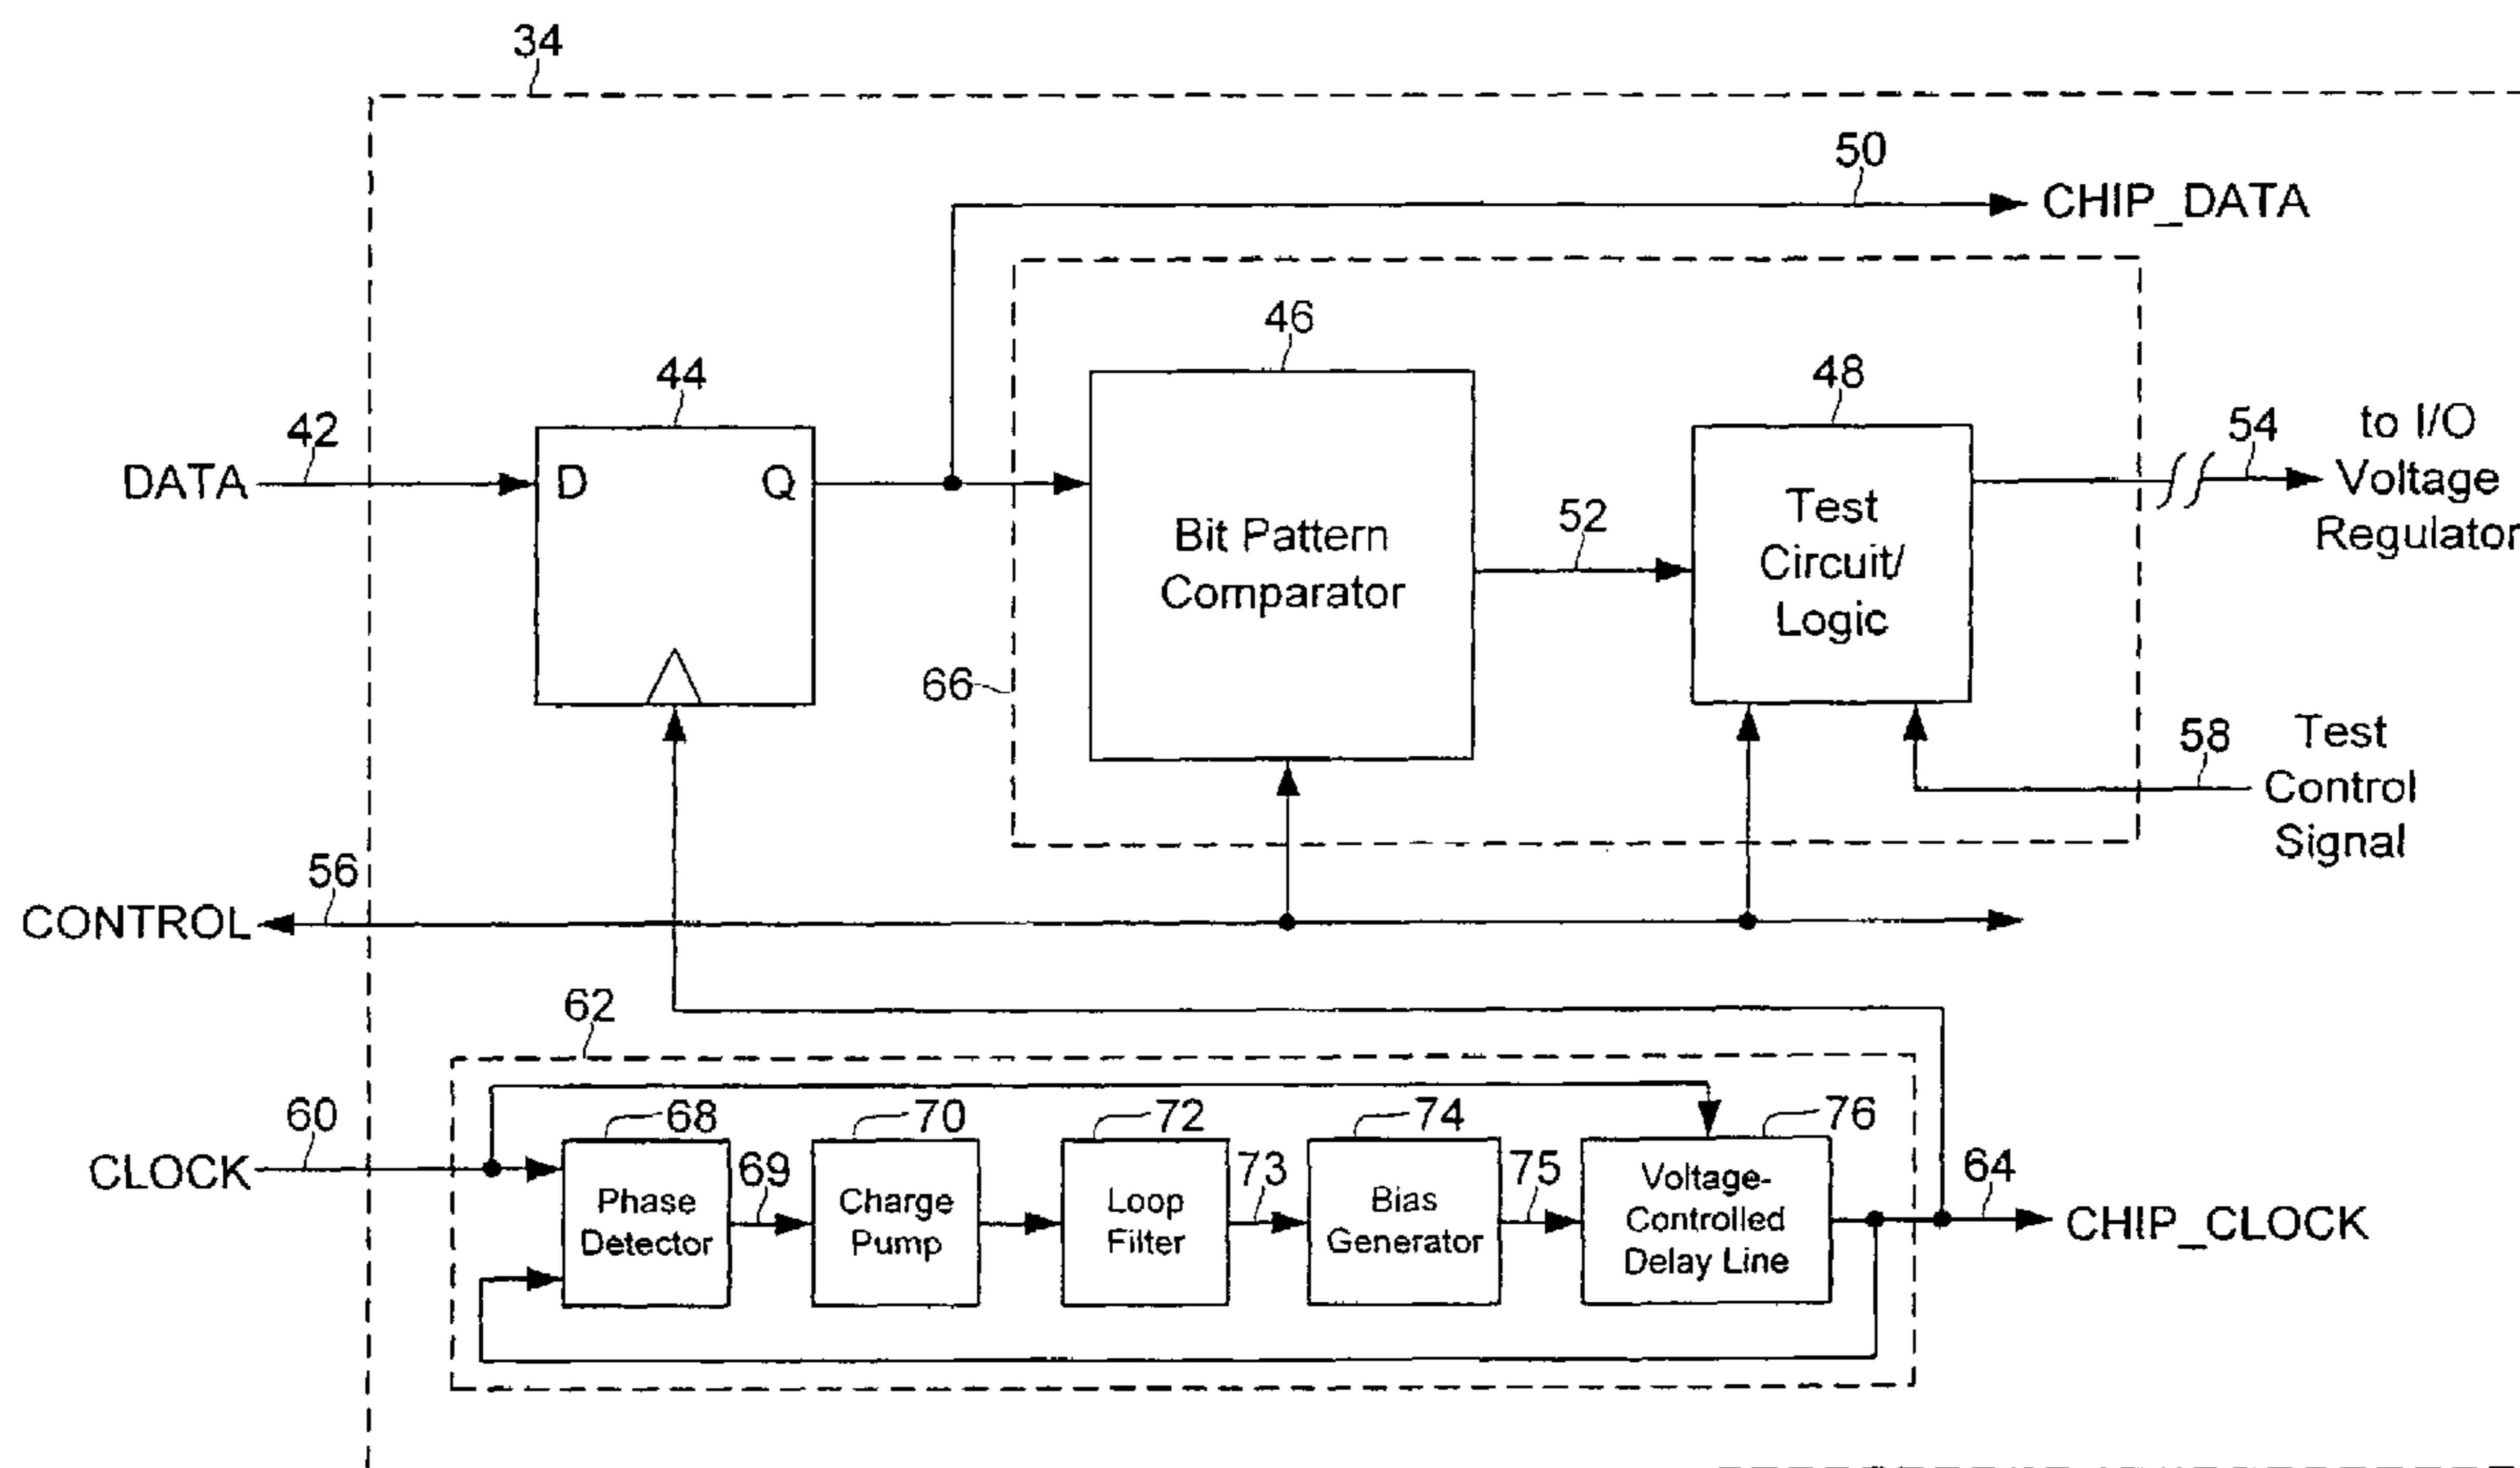 34
50
CHIP_DATA
46
44
48
42
DATA
D
Q
Bit Pattern
Comparator
52
Test
Circuit/
Logic
54
to I/O
Voltage
Regulator
66
58
Test
Control
Signal
56
CONTROL
62
60
CLOCK
68
Phase
Detector
69
70
Charge
Pump
72
Loop
Filter
73
74
Bias
Generator
75
76
Voltage-
Controlled
Delay Line
64
CHIP_CLOCK